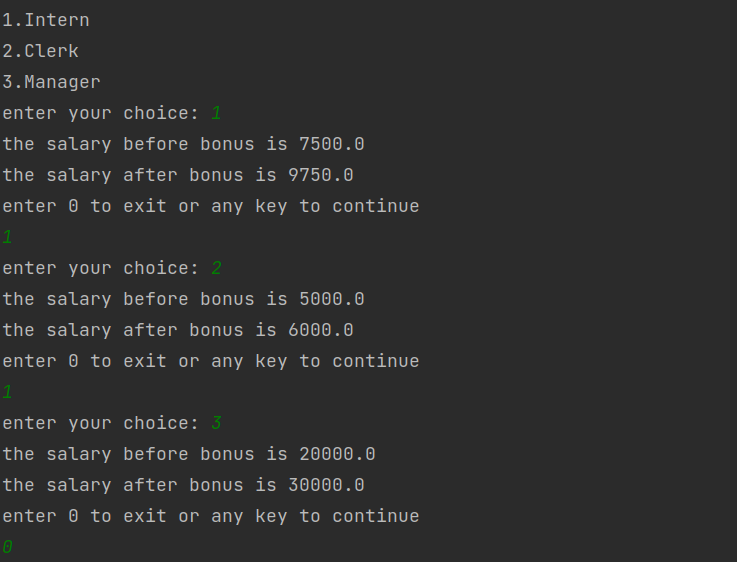 1.Intern
2.Clerk
3.Manager
enter your choice: 1
the salary before bonus is 7500.0
the salary after bonus is 9750.0
enter 0 to exit or any key to continue
1
enter your choice: 2
the salary before bonus is 5000.0
the salary after bonus is 6000.0
enter 0 to exit or any key to continue
1
enter your choice: 3
the salary before bonus is 20000.0
the salary after bonus is 30000.0
enter 0 to exit or any key to continue
0